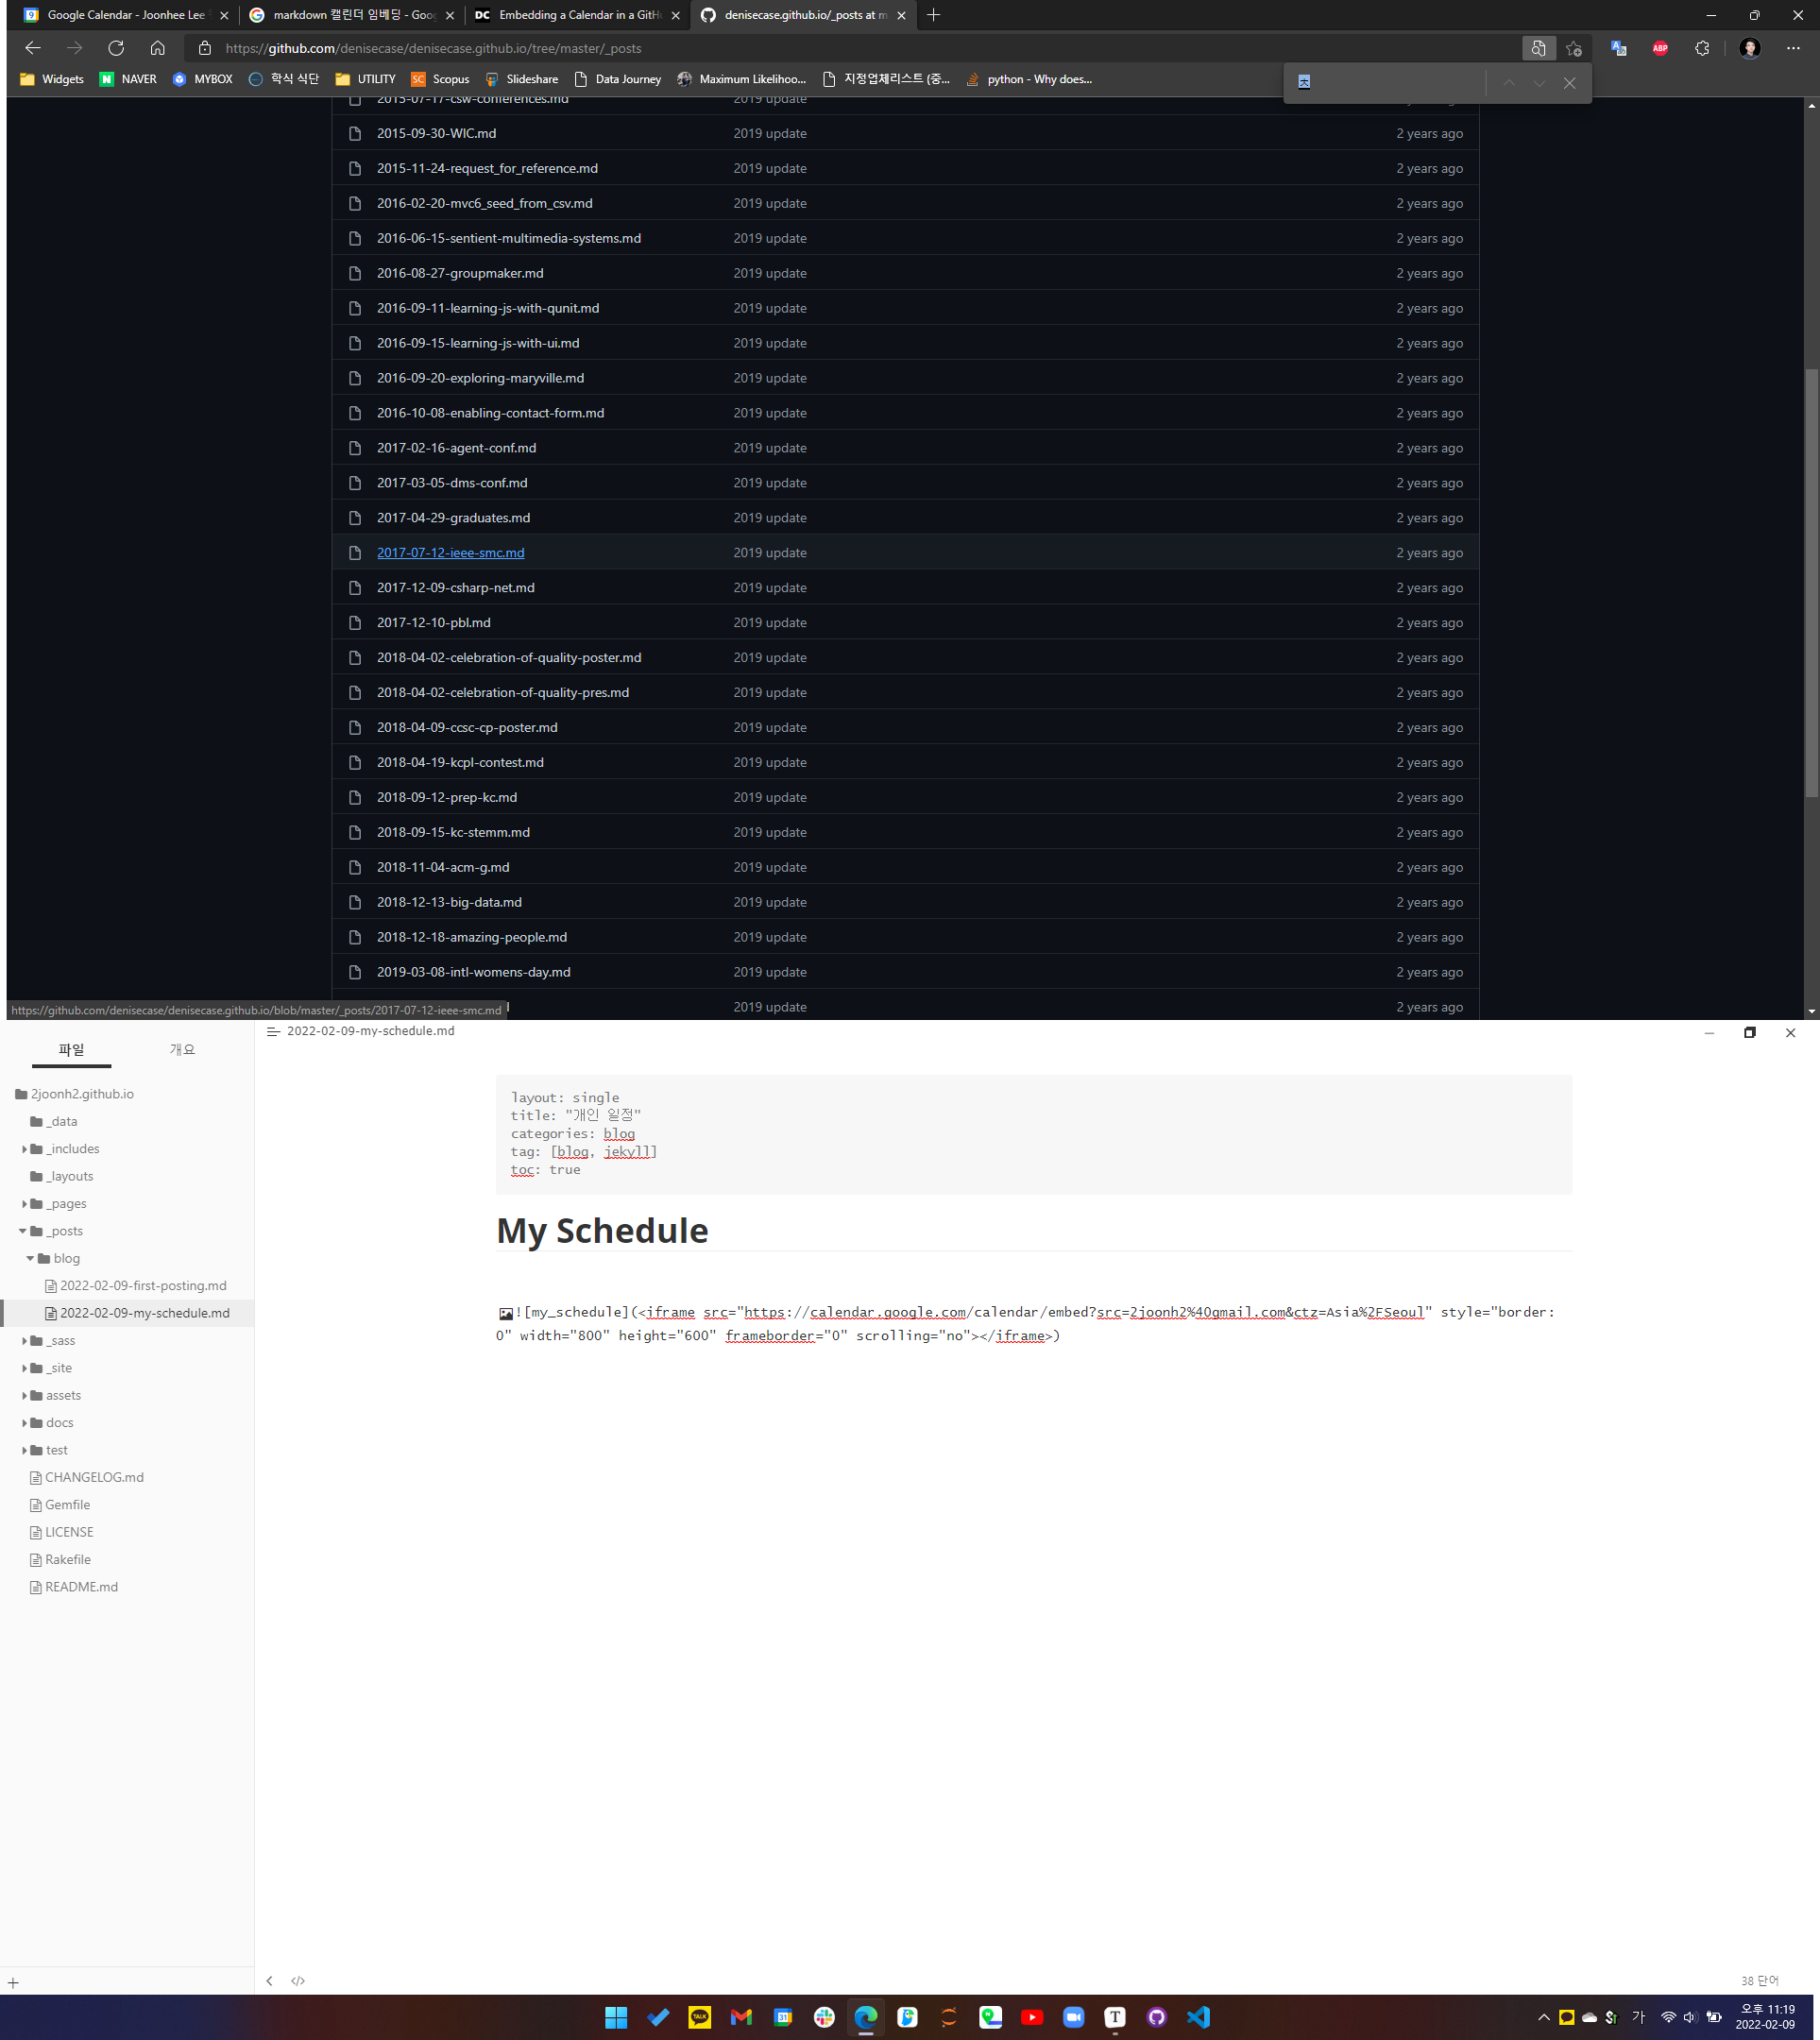 Google Calendar - Joonhee Lee
markdown 캘린더 임베딩 - Goog
DC Embedding a Calendar in a GitH
denisecase.github.io/_posts at m
https://github.com/denisecase/denisecase.github.io/tree/master/_posts
ABP
Widgets
NAVER
MYBOX
학식 식단
UTILITY
SC Scopus
Slideshare
Data Journey
Maximum Likelihoo...
지정업체리스트 (중...
python - Why does...
2015-07-17-csw-conferences.md 2019 update
2015-09-30-WIC.md 2019 update 2 years ago
2015-11-24-request_for_reference.md 2019 update 2 years ago
2016-02-20-mvc6_seed_from_csv.md 2019 update 2 years ago
2016-06-15-sentient-multimedia-systems.md 2019 update 2 years ago
2016-08-27-groupmaker.md 2019 update 2 years ago
2016-09-11-learning-js-with-qunit.md 2019 update 2 years ago
2016-09-15-learning-js-with-ui.md 2019 update 2 years ago
2016-09-20-exploring-maryville.md 2019 update 2 years ago
2016-10-08-enabling-contact-form.md 2019 update 2 years ago
2017-02-16-agent-conf.md 2019 update 2 years ago
2017-03-05-dms-conf.md 2019 update 2 years ago
2017-04-29-graduates.md 2019 update 2 years ago
2017-07-12-ieee-smc.md 2019 update 2 years ago
2017-12-09-csharp-net.md 2019 update 2 years ago
2017-12-10-pbl.md 2019 update 2 years ago
2018-04-02-celebration-of-quality-poster.md 2019 update 2 years ago
2018-04-02-celebration-of-quality-pres.md 2019 update 2 years ago
2018-04-09-ccsc-cp-poster.md 2019 update 2 years ago
2018-04-19-kcpl-contest.md 2019 update 2 years ago
2018-09-12-prep-kc.md 2019 update 2 years ago
2018-09-15-kc-stemm.md 2019 update 2 years ago
2018-11-04-acm-g.md 2019 update 2 years ago
2018-12-13-big-data.md 2019 update 2 years ago
2018-12-18-amazing-people.md 2019 update 2 years ago
2019-03-08-intl-womens-day.md 2019 update 2 years ago
2019 update 2 years ago
https://github.com/denisecase/denisecase.github.io/blob/master/_posts/2017-07-12-ieee-smc.md
파일 개요
2joonh2.github.io
_data
_includes
_layouts
_pages
_posts
blog
2022-02-09-first-posting.md
2022-02-09-my-schedule.md
_sass
_site
assets
docs
test
CHANGELOG.md
Gemfile
LICENSE
Rakefile
README.md
2022-02-09-my-schedule.md
layout: single
title: "개인 일정"
categories: blog
tag: [blog, jekyll]
toc: true
My Schedule
![my_schedule](<iframe src="https://calendar.google.com/calendar/embed?src=2joonh2%40gmail.com&ctz=Asia%2FSeoul" style="border:
0" width="800" height="600" frameborder="0" scrolling="no"></iframe>)
38 단어
TALK
31
T
가
오후 11:19
2022-02-09